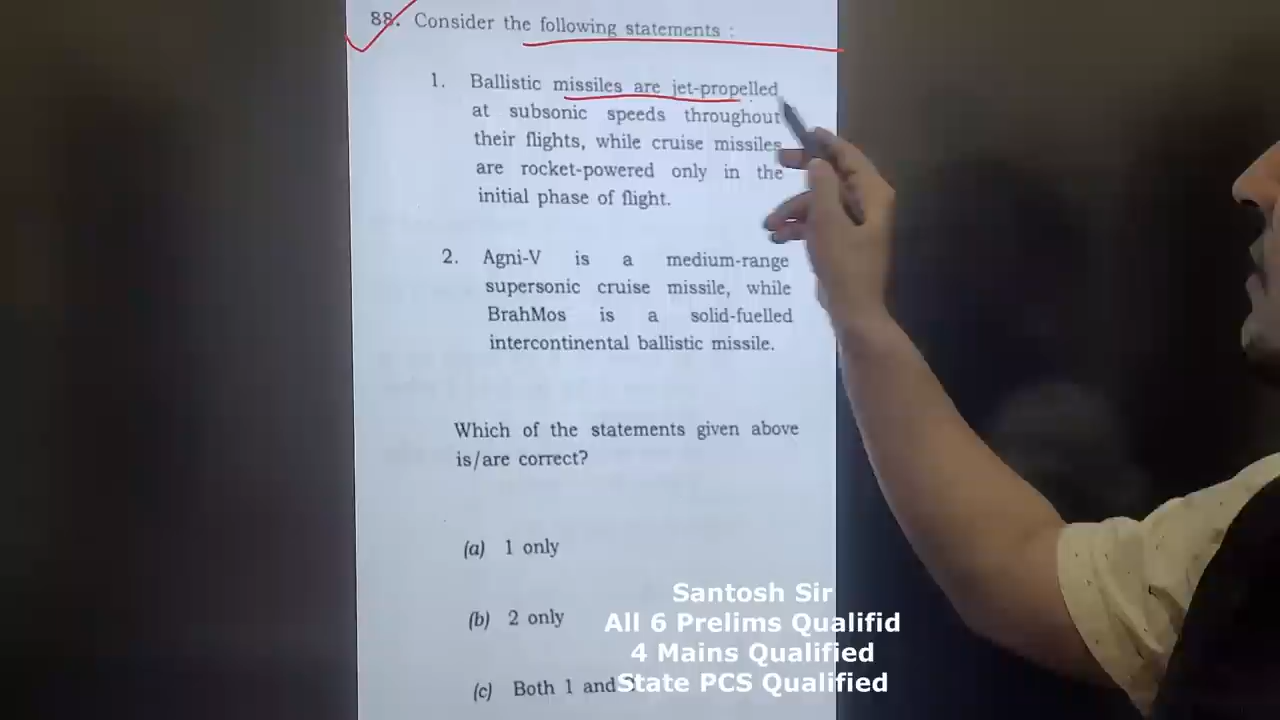 88. Consider the following statements :
1. Ballistic missiles are jet-propelled
at subsonic speeds throughout
their flights, while cruise missiles
are rocket-powered only in the
initial phase of flight.
2. Agni-V is a medium-range
supersonic cruise missile, while
BrahMos is a solid-fuelled
intercontinental ballistic missile.
Which of the statements given above
is/are correct?
(a) 1 only
(b) 2 only
(c) Both 1 and
Santosh Sir
All 6 Prelims Qualifid
4 Mains Qualified
State PCS Qualified